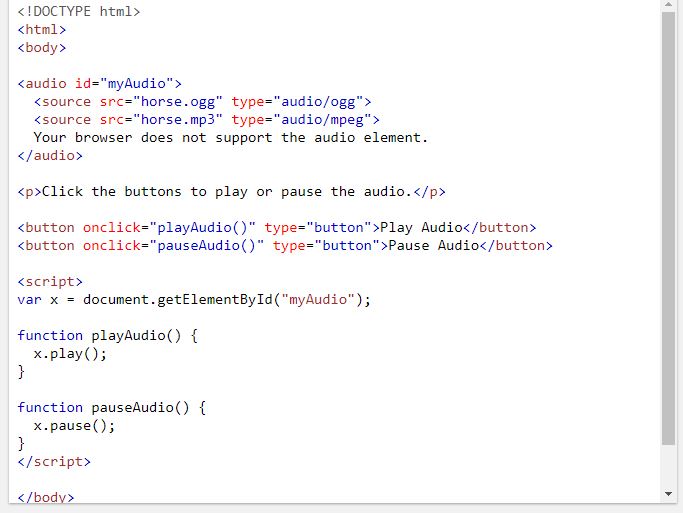 <!DOCTYPE html>
<html>
<body>
<audio id="myAudio">
<source src="horse.ogg" type="audio/ogg">
<source src="horse.mp3" type="audio/mpeg">
Your browser does not support the audio element.
</audio>
<p>Click the buttons to play or pause the audio.</p>
<button onclick="playAudio()" type="button">Play Audio</button>
<button onclick="pauseAudio()" type="button">Pause Audio</button>
<script>
var x = document.getElementById("myAudio");
function playAudio() {
x.play();
}
function pauseAudio() {
x.pause();
}
</script>
</body>